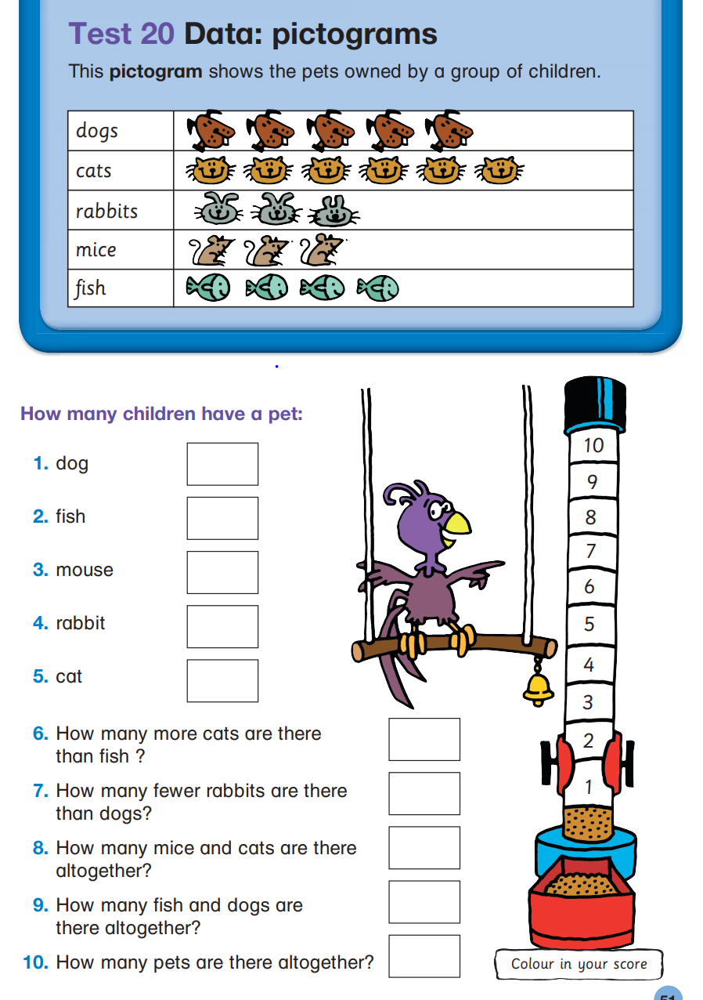 Test 20 Data: pictograms
This pictogram shows the pets owned by a group of children.
dogs
cats
rabbits
mice
fish
How many children have a pet:
1. dog
2. fish
3. mouse
4. rabbit
5. cat
6. How many more cats are there
than fish ?
7. How many fewer rabbits are there
than dogs?
8. How many mice and cats are there
altogether?
9. How many fish and dogs are
there altogether?
10. How many pets are there altogether?
10
9
8
7
6
5
4
3
2
1
Colour in your score
51